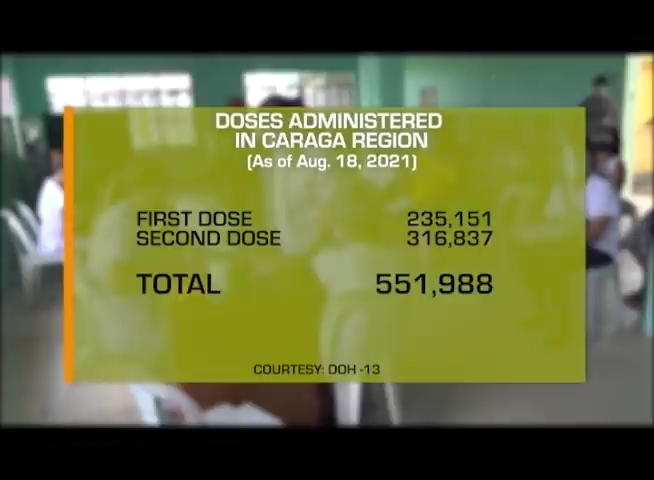 DOSES ADMINISTERED
IN CARAGA REGION
(As of Aug. 18, 2021)
FIRST DOSE 235,151
SECOND DOSE 316,837
TOTAL 551,988
COURTESY: DOH -13